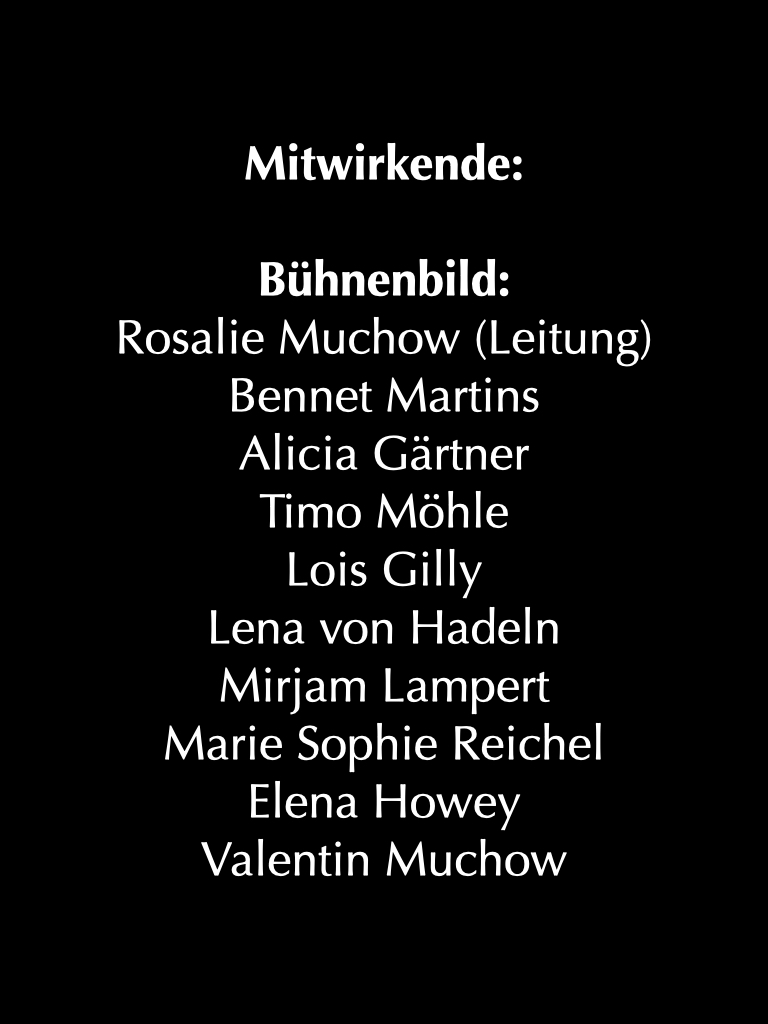 Mitwirkende:
Bühnenbild:
Rosalie Muchow (Leitung)
Bennet Martins
Alicia Gärtner
Timo Möhle
Lois Gilly
Lena von Hadeln
Mirjam Lampert
Marie Sophie Reichel
Elena Howey
Valentin Muchow